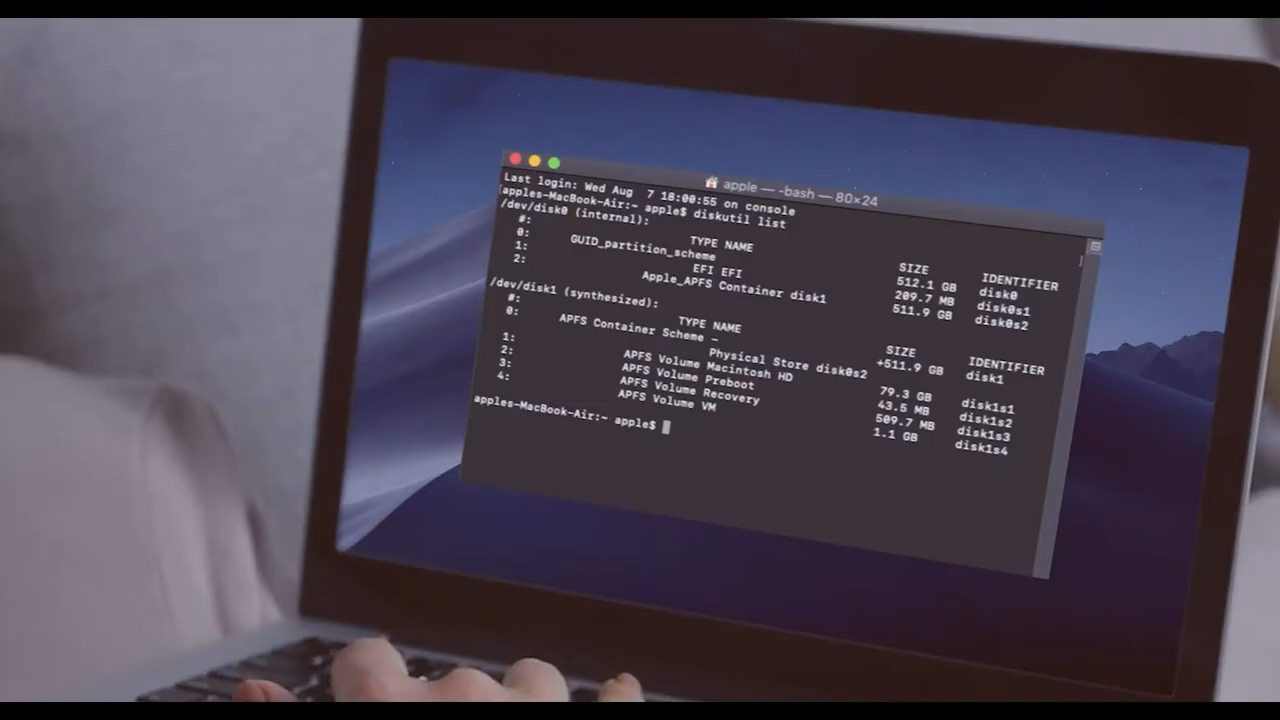 apple — -bash — 80×24
Last login: Wed Aug  7 18:00:55 on console
[apples-MacBook-Air:~ apple$ diskutil list ]
/dev/disk0 (internal):
#: TYPE NAME SIZE IDENTIFIER
0: GUID_partition_scheme 512.1 GB disk0
1: EFI EFI 209.7 MB disk0s1
2: Apple_APFS Container disk1 511.9 GB disk0s2
/dev/disk1 (synthesized):
#: TYPE NAME SIZE IDENTIFIER
0: APFS Container Scheme - +511.9 GB disk1
Physical Store disk0s2
1: APFS Volume Macintosh HD 79.3 GB disk1s1
2: APFS Volume Preboot 43.5 MB disk1s2
3: APFS Volume Recovery 509.7 MB disk1s3
4: APFS Volume VM 1.1 GB disk1s4
apples-MacBook-Air:~ apple$